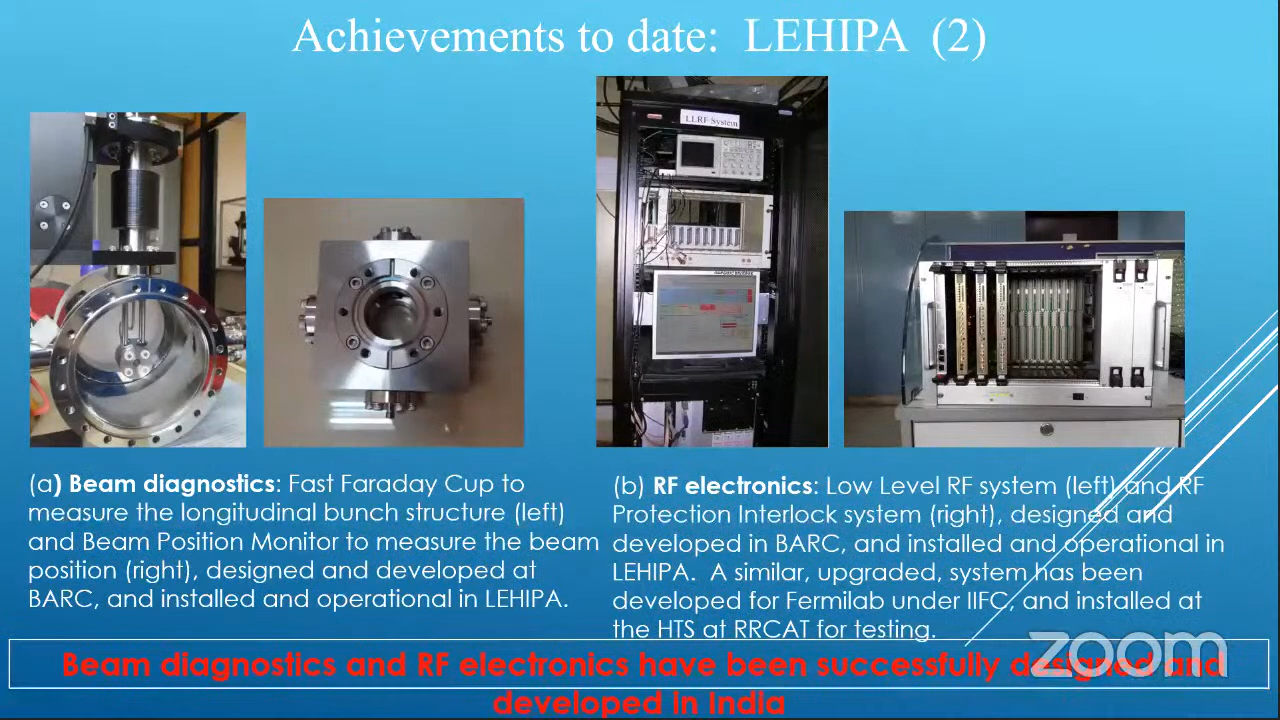 Achievements to date: LEHIPA (2)
LLRF System
(a) Beam diagnostics: Fast Faraday Cup to
measure the longitudinal bunch structure (left)
and Beam Position Monitor to measure the beam
position (right), designed and developed at
BARC, and installed and operational in LEHIPA.
(b) RF electronics: Low Level RF system (left) and RF
Protection Interlock system (right), designed and
developed in BARC, and installed and operational in
LEHIPA. A similar, upgraded, system has been
developed for Fermilab under IIFC, and installed at
the HTS at RRCAT for testing.
Beam diagnostics and RF electronics have been successfully designed and
developed in India
zoom